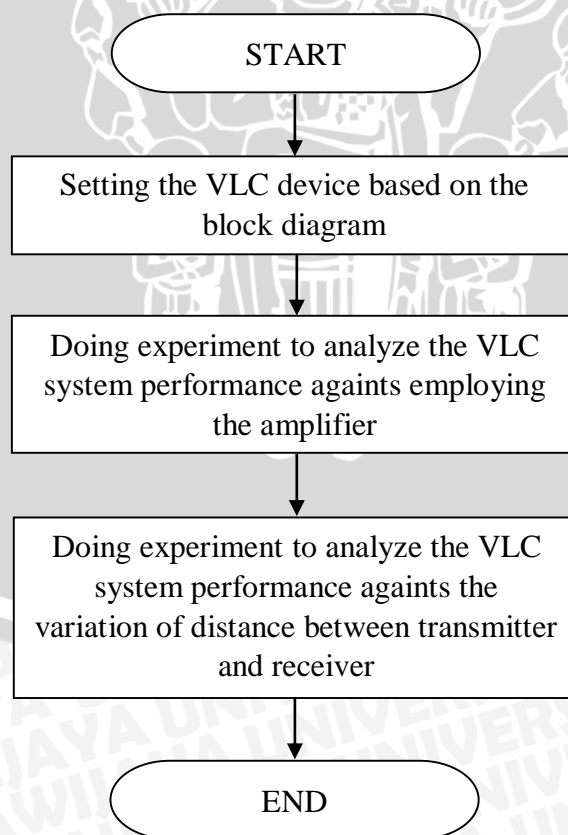 START
Setting the VLC device based on the
block diagram
Doing experiment to analyze the VLC
system performance againts employing
the amplifier
Doing experiment to analyze the VLC
system performance againts the
variation of distance between transmitter
and receiver
END